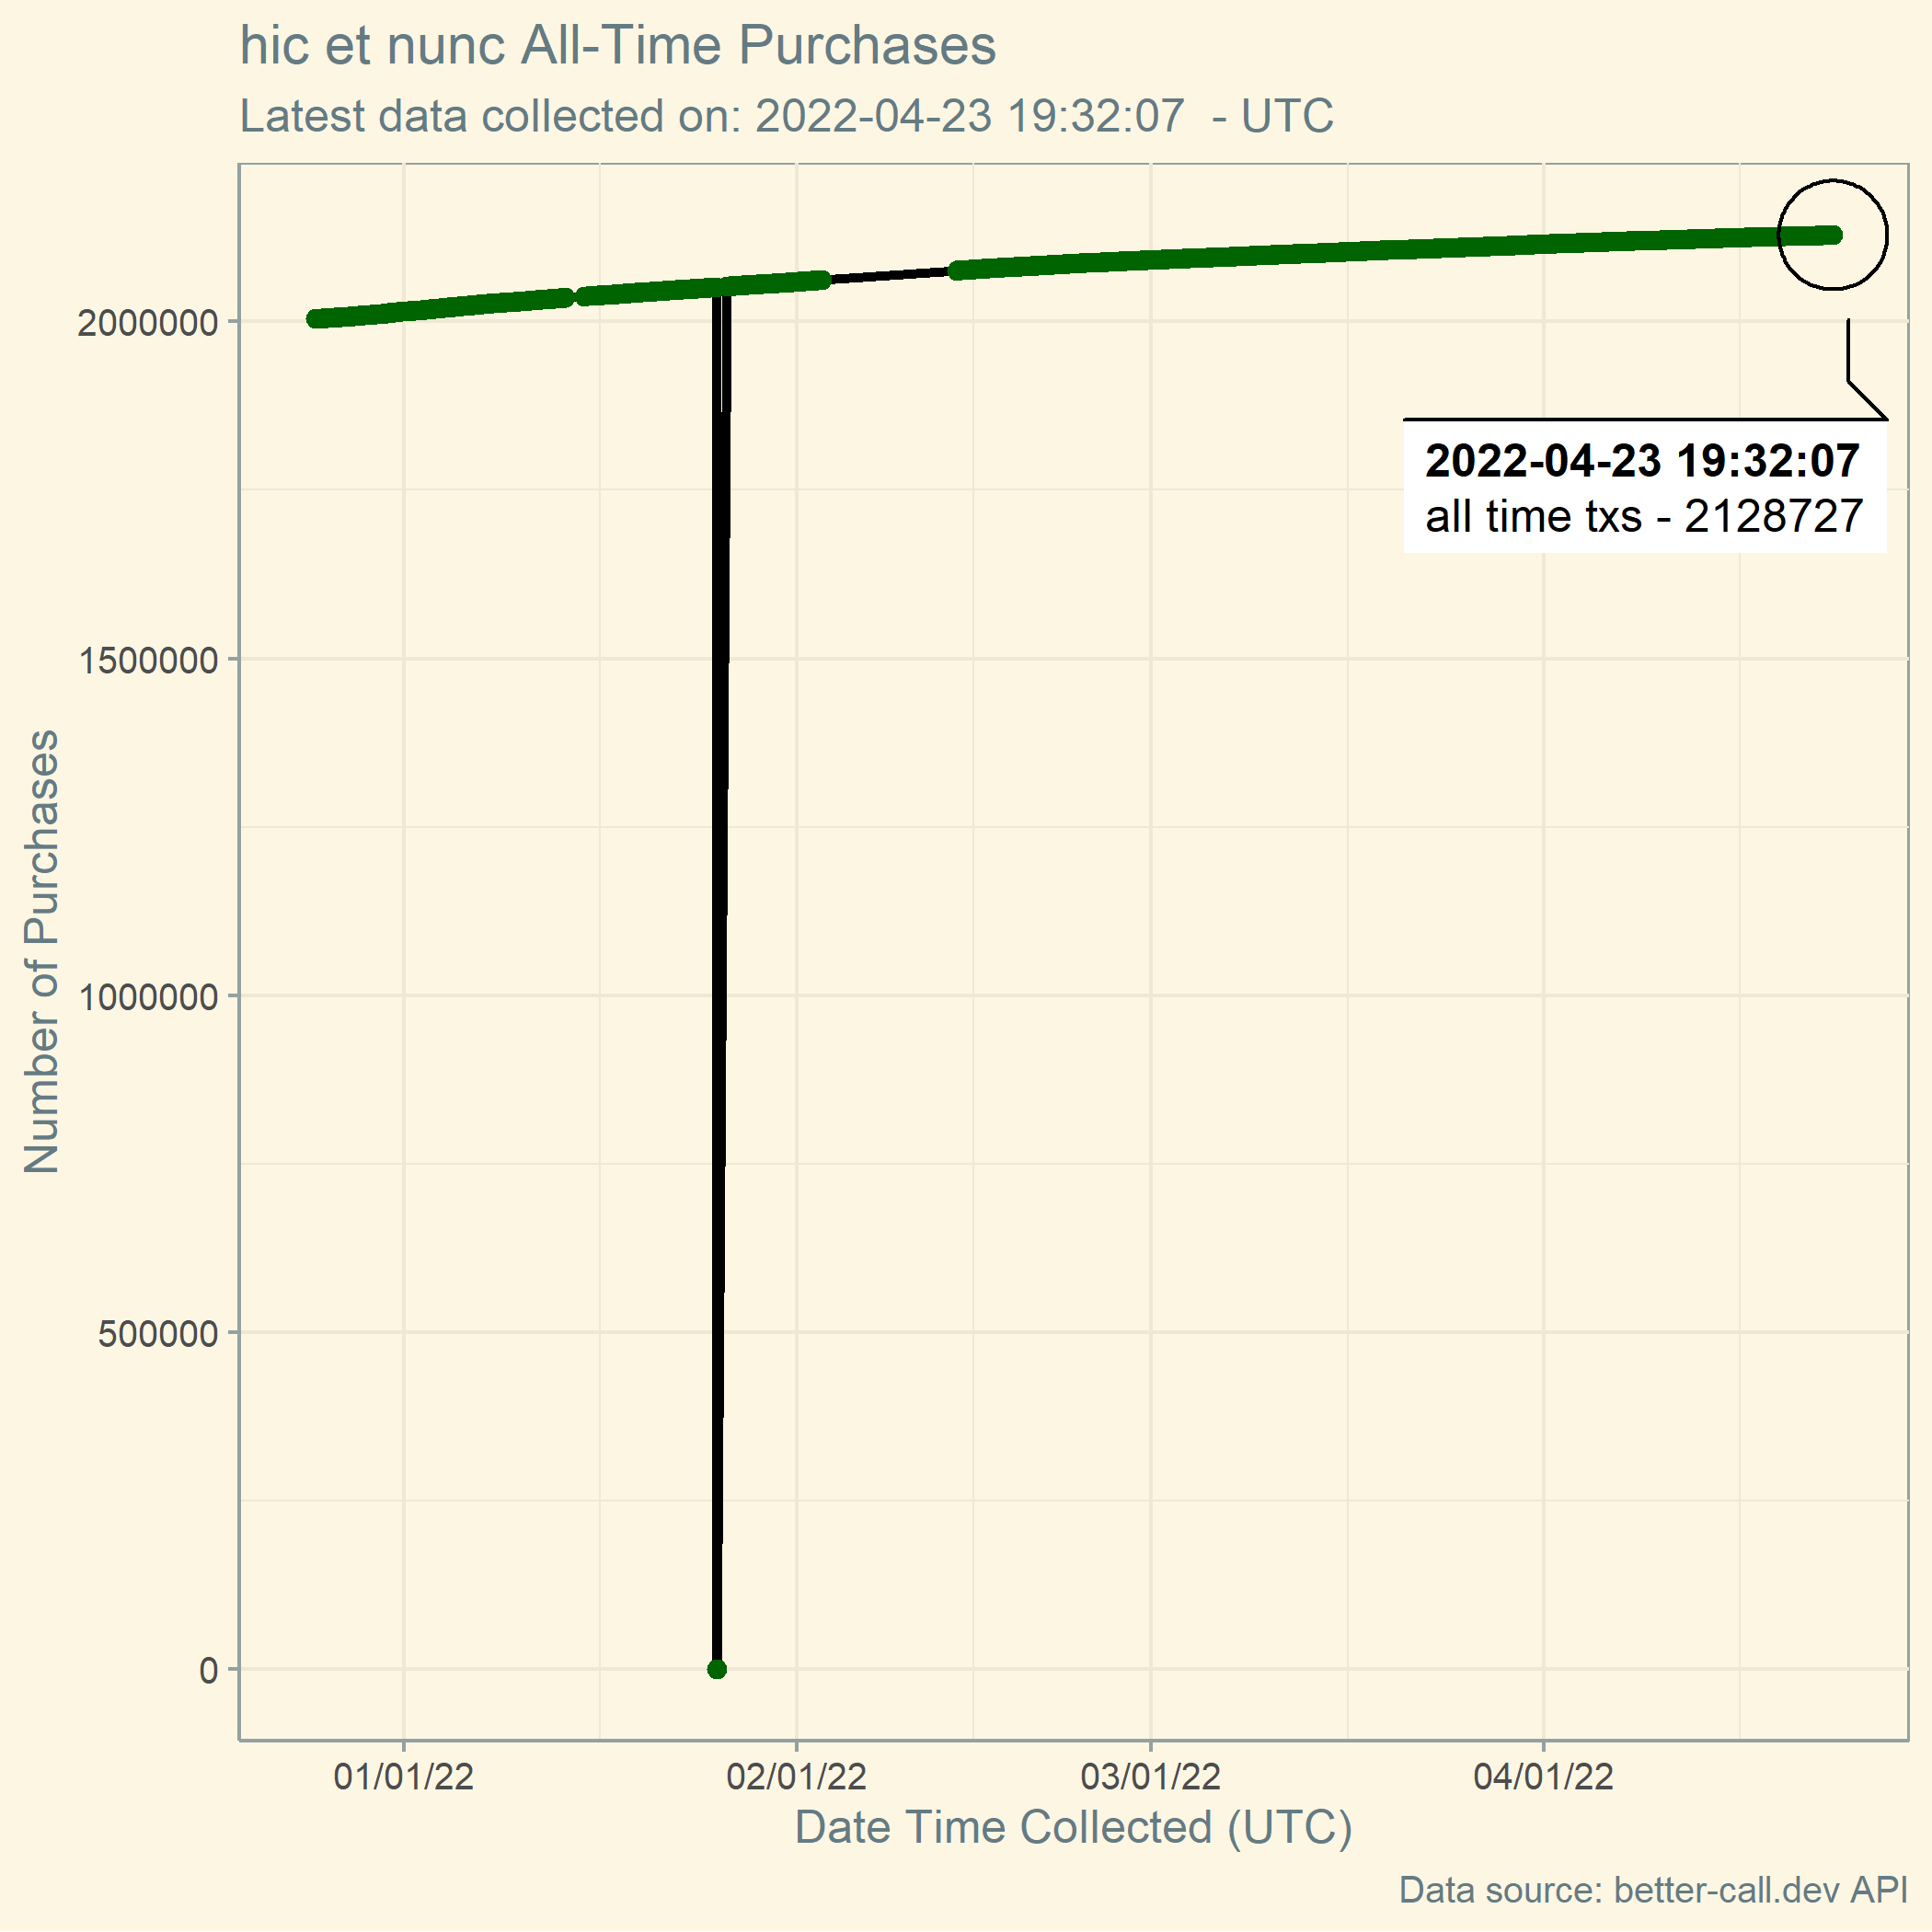 hic et nunc All-Time Purchases
Latest data collected on: 2022-04-23 19:32:07  - UTC
Number of Purchases
2000000
1500000
1000000
500000
0
2022-04-23 19:32:07
all time txs - 2128727
01/01/22
02/01/22
03/01/22
04/01/22
Date Time Collected (UTC)
Data source: better-call.dev API